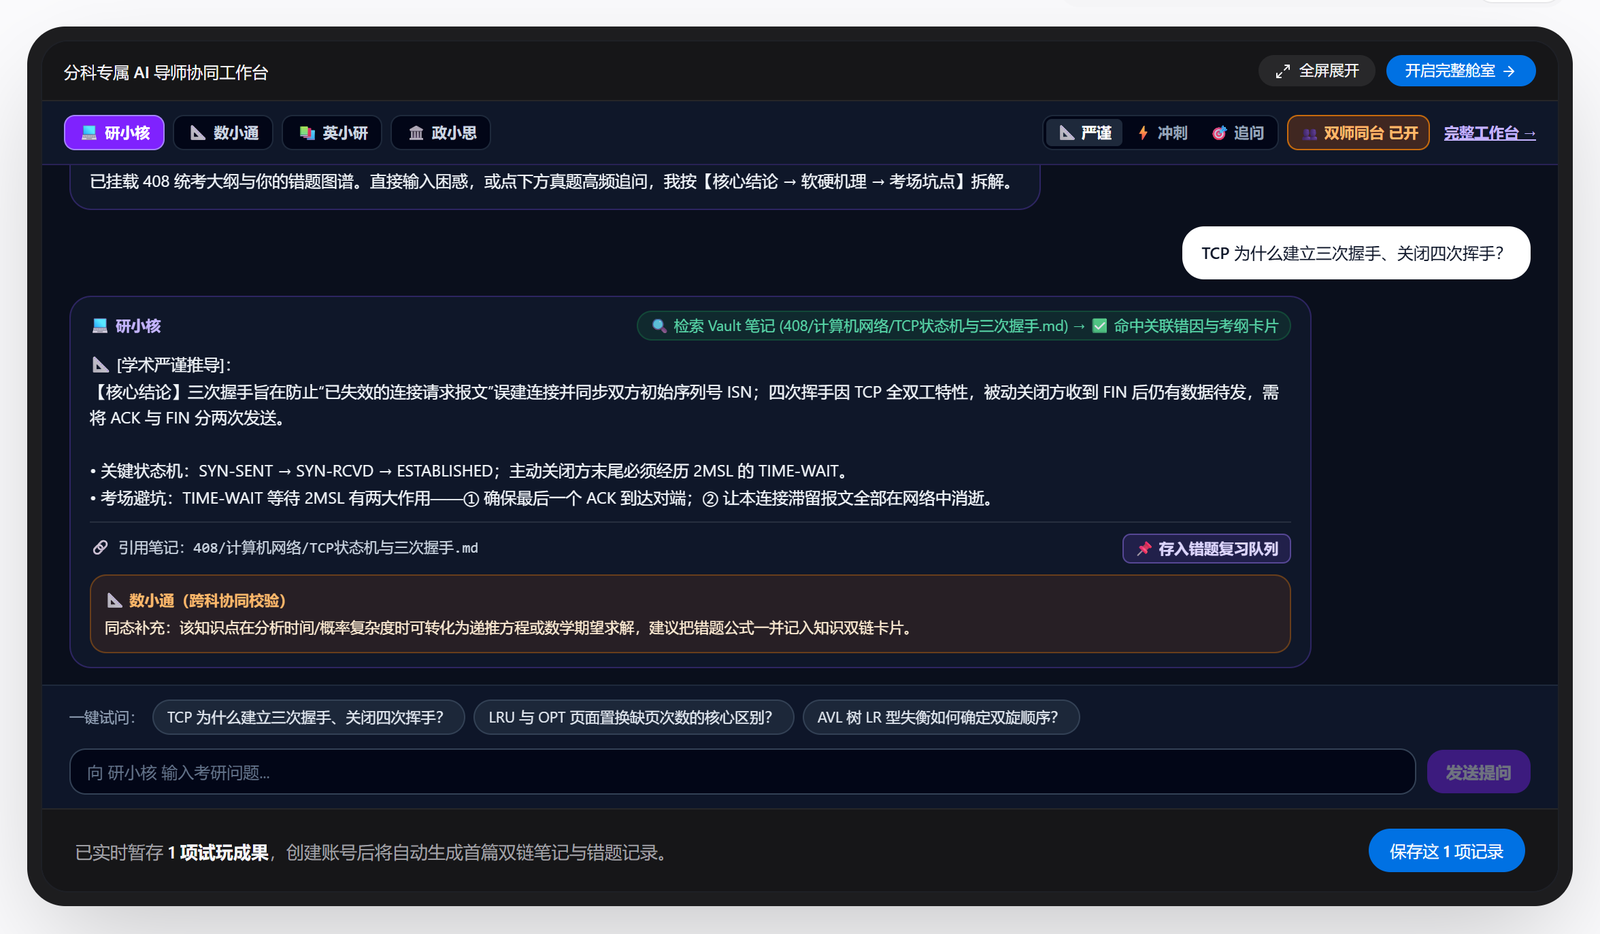 分科专属 AI 导师协同工作台
全屏展开
开启完整舱室 →
研小核
数小通
英小研
政小思
严谨
冲刺
追问
双师同台 已开
完整工作台 →
已挂载 408 统考大纲与你的错题图谱。直接输入困惑，或点下方真题高频追问，我按【核心结论 → 软硬机理 → 考场坑点】拆解。
TCP 为什么建立三次握手、关闭四次挥手？
研小核
检索 Vault 笔记 (408/计算机网络/TCP状态机与三次握手.md) → ✅ 命中关联错因与考纲卡片
[学术严谨推导]：
【核心结论】三次握手旨在防止“已失效的连接请求报文”误建连接并同步双方初始序列号 ISN；四次挥手因 TCP 全双工特性，被动关闭方收到 FIN 后仍有数据待发，需
将 ACK 与 FIN 分两次发送。
• 关键状态机：SYN-SENT → SYN-RCVD → ESTABLISHED；主动关闭方末尾必须经历 2MSL 的 TIME-WAIT。
• 考场避坑：TIME-WAIT 等待 2MSL 有两大作用——① 确保最后一个 ACK 到达对端；② 让本连接滞留报文全部在网络中消逝。
引用笔记：408/计算机网络/TCP状态机与三次握手.md
存入错题复习队列
数小通（跨科协同校验）
同态补充：该知识点在分析时间/概率复杂度时可转化为递推方程或数学期望求解，建议把错题公式一并记入知识双链卡片。
一键试问：
TCP 为什么建立三次握手、关闭四次挥手？
LRU 与 OPT 页面置换缺页次数的核心区别？
AVL 树 LR 型失衡如何确定双旋顺序？
向 研小核 输入考研问题...
发送提问
已实时暂存 1 项试玩成果，创建账号后将自动生成首篇双链笔记与错题记录。
保存这 1 项记录